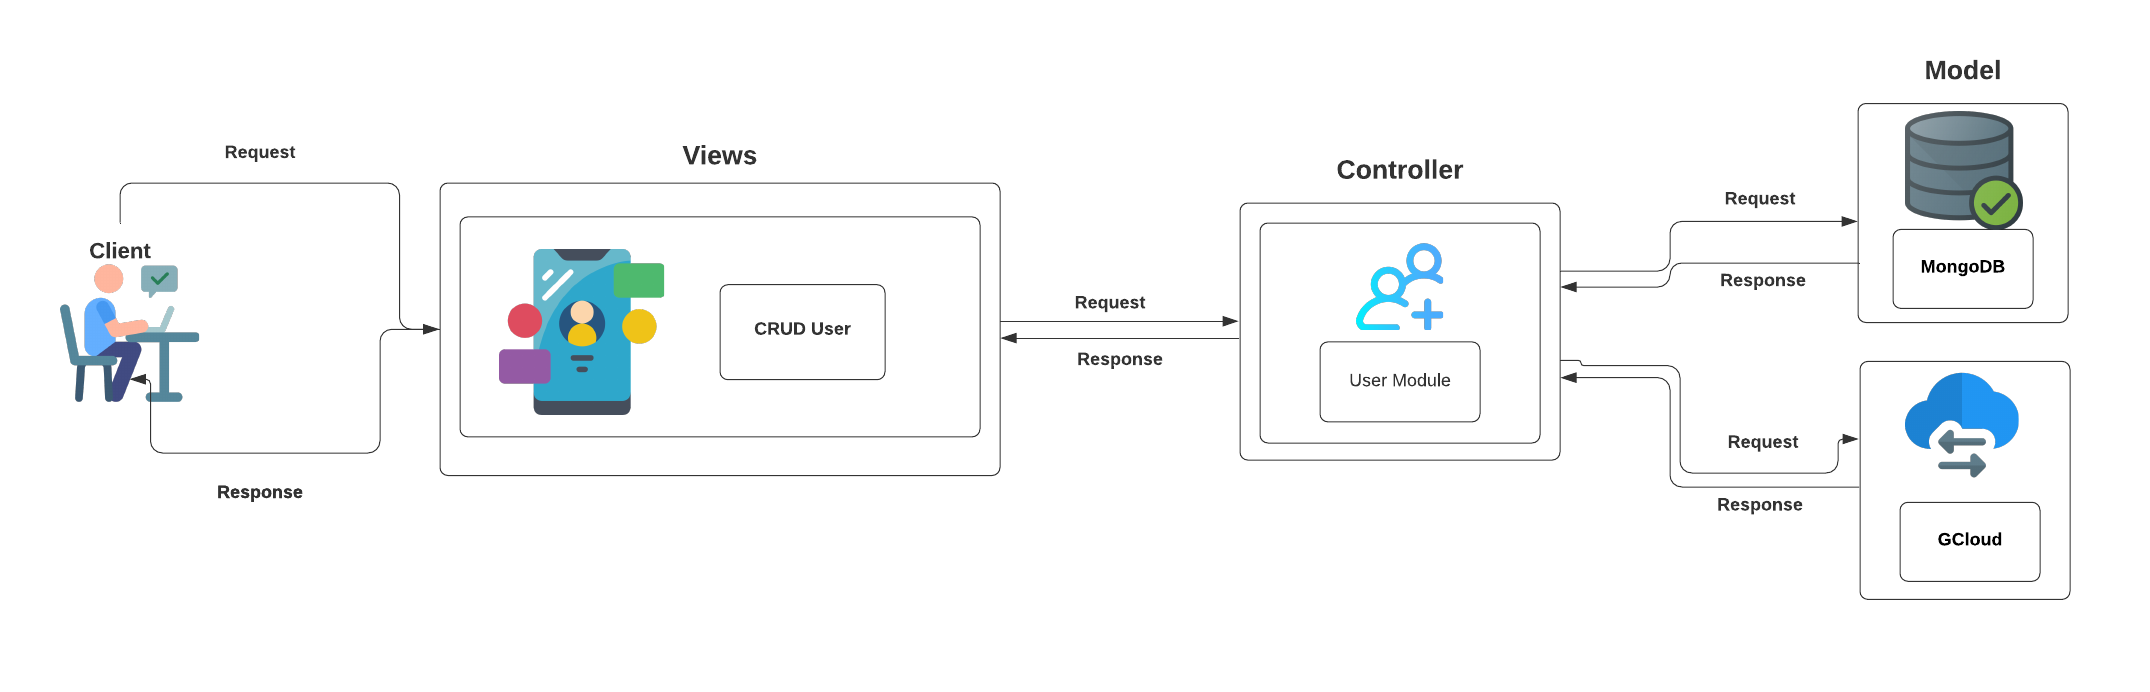 Request
Client
Response
Views
CRUD User
Request
Response
Controller
User Module
Request
Response
Request
Response
Model
MongoDB
GCloud